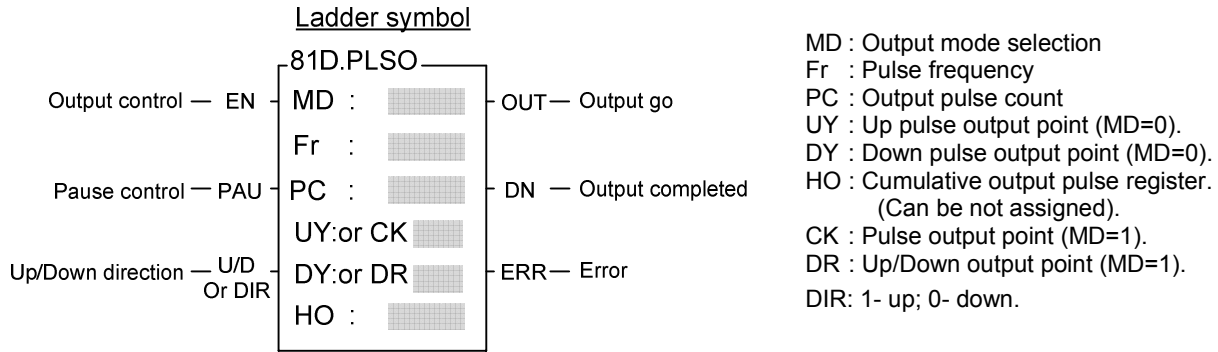 Ladder symbol
81D.PLSO
Output control — EN
MD :
OUT — Output go
Fr :
Pause control — PAU
PC :
DN — Output completed
UY:or CK
Up/Down direction — U/D
Or DIR
DY:or DR
ERR — Error
HO :
MD : Output mode selection
Fr : Pulse frequency
PC : Output pulse count
UY : Up pulse output point (MD=0).
DY : Down pulse output point (MD=0).
HO : Cumulative output pulse register.
(Can be not assigned).
CK : Pulse output point (MD=1).
DR : Up/Down output point (MD=1).
DIR: 1- up; 0- down.